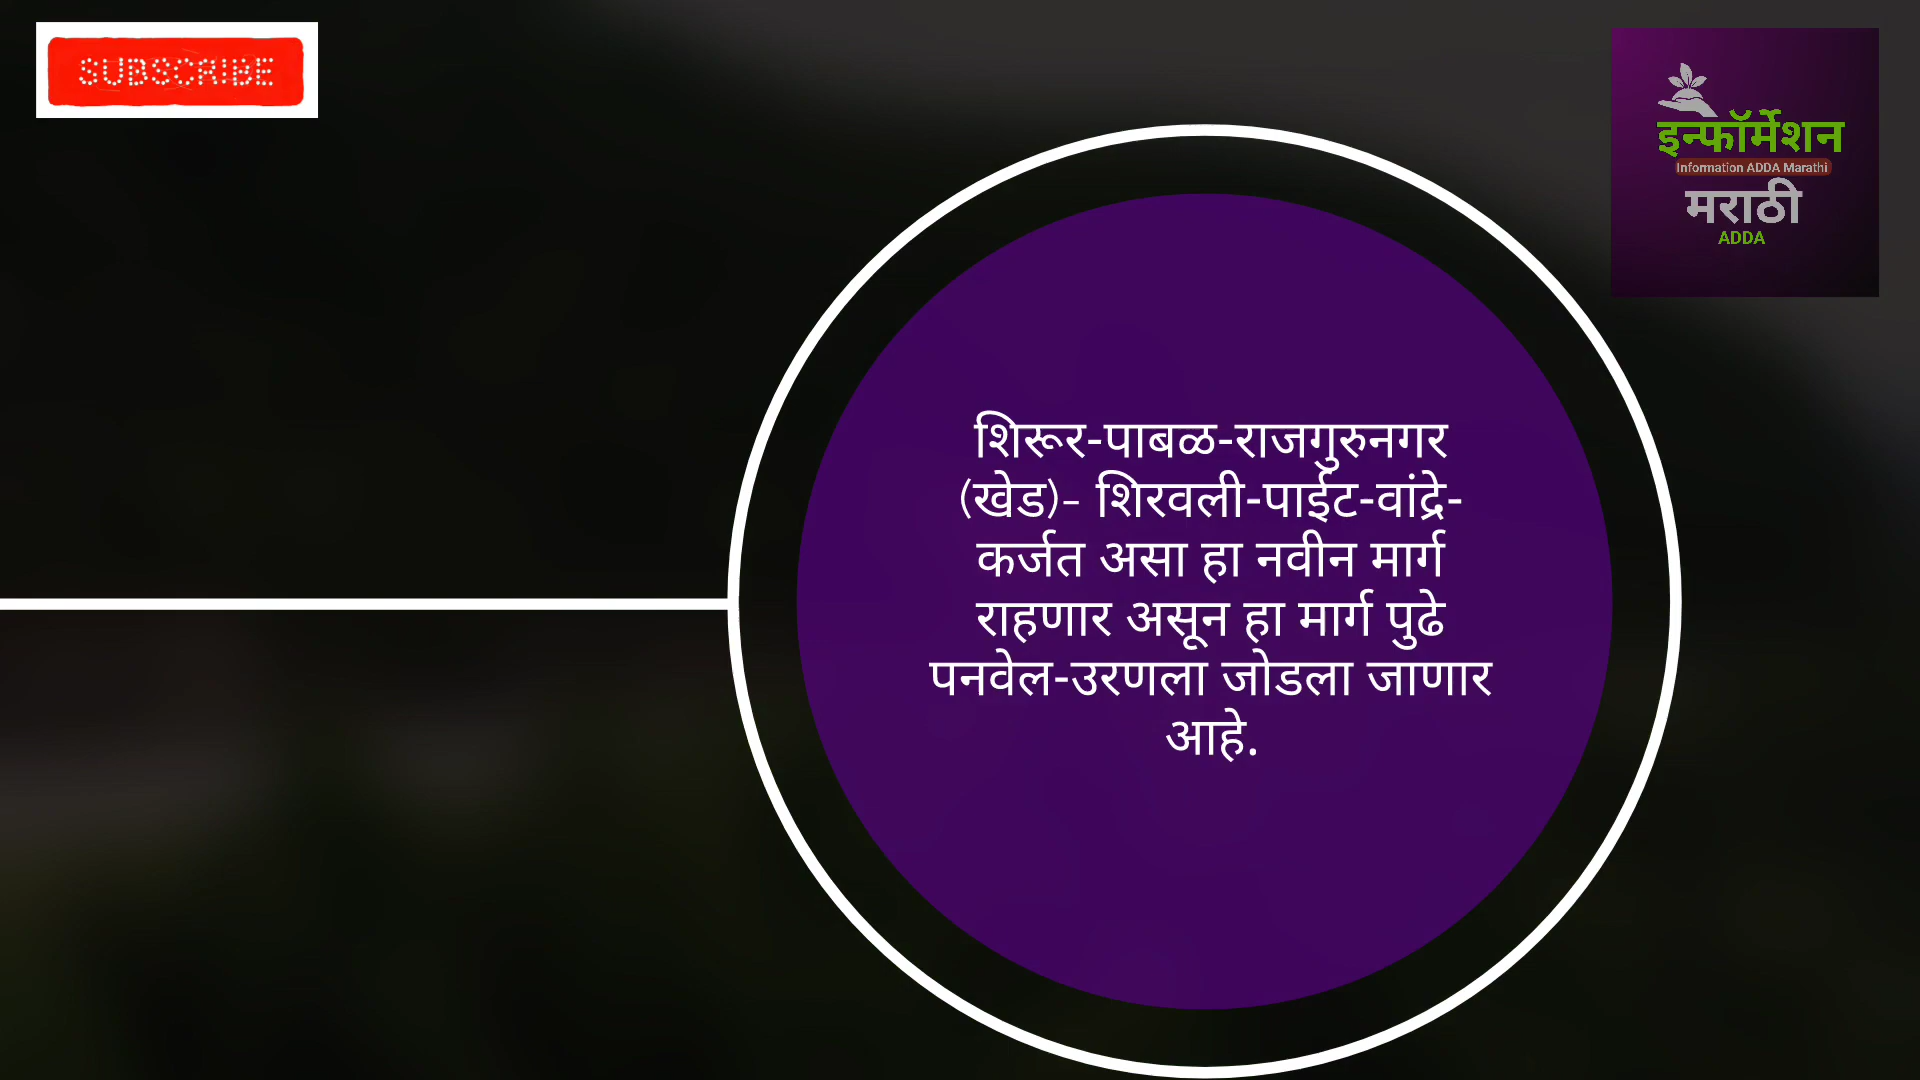 SUBSCRIBE
इन्फॉर्मेशन
Information ADDA Marathi
मराठी
ADDA
शिरूर-पाबळ-राजगुरुनगर
(खेड)- शिरवली-पाईट-वांद्रे-
कर्जत असा हा नवीन मार्ग
राहणार असून हा मार्ग पुढे
पनवेल-उरणला जोडला जाणार
आहे.